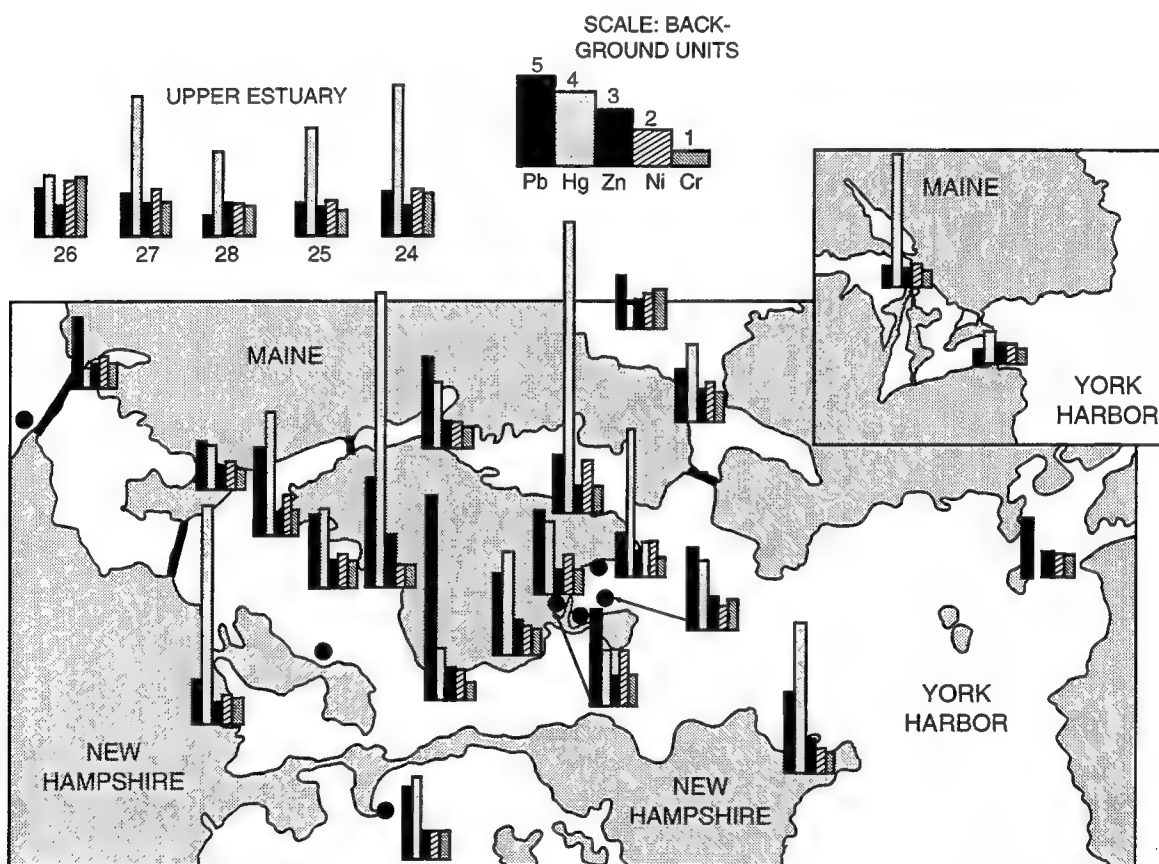 SCALE: BACK-
GROUND UNITS
5
4
3
2
1
Pb Hg Zn Ni Cr
UPPER ESTUARY
26 27 28 25 24
MAINE
YORK
HARBOR
MAINE
YORK
HARBOR
NEW
HAMPSHIRE
NEW
HAMPSHIRE